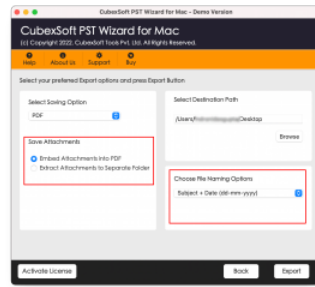 CubexSoft PST Wizard for Mac - Demo Version
CubexSoft PST Wizard for Mac
(c) Copyright 2022, CubexSoft Tools Pvt. Ltd. All Rights Reserved.
Help About Us Support Buy
Select your preferred Export options and press Export Button
Select Saving Option
PDF
Save Attachments
Embed Attachments into PDF
Extract Attachments to Separate Folder
Select Destination Path
/Users/ /Desktop
Browse
Choose File Naming Options
Subject + Date (dd-mm-yyyy)
Activate License
Back
Export